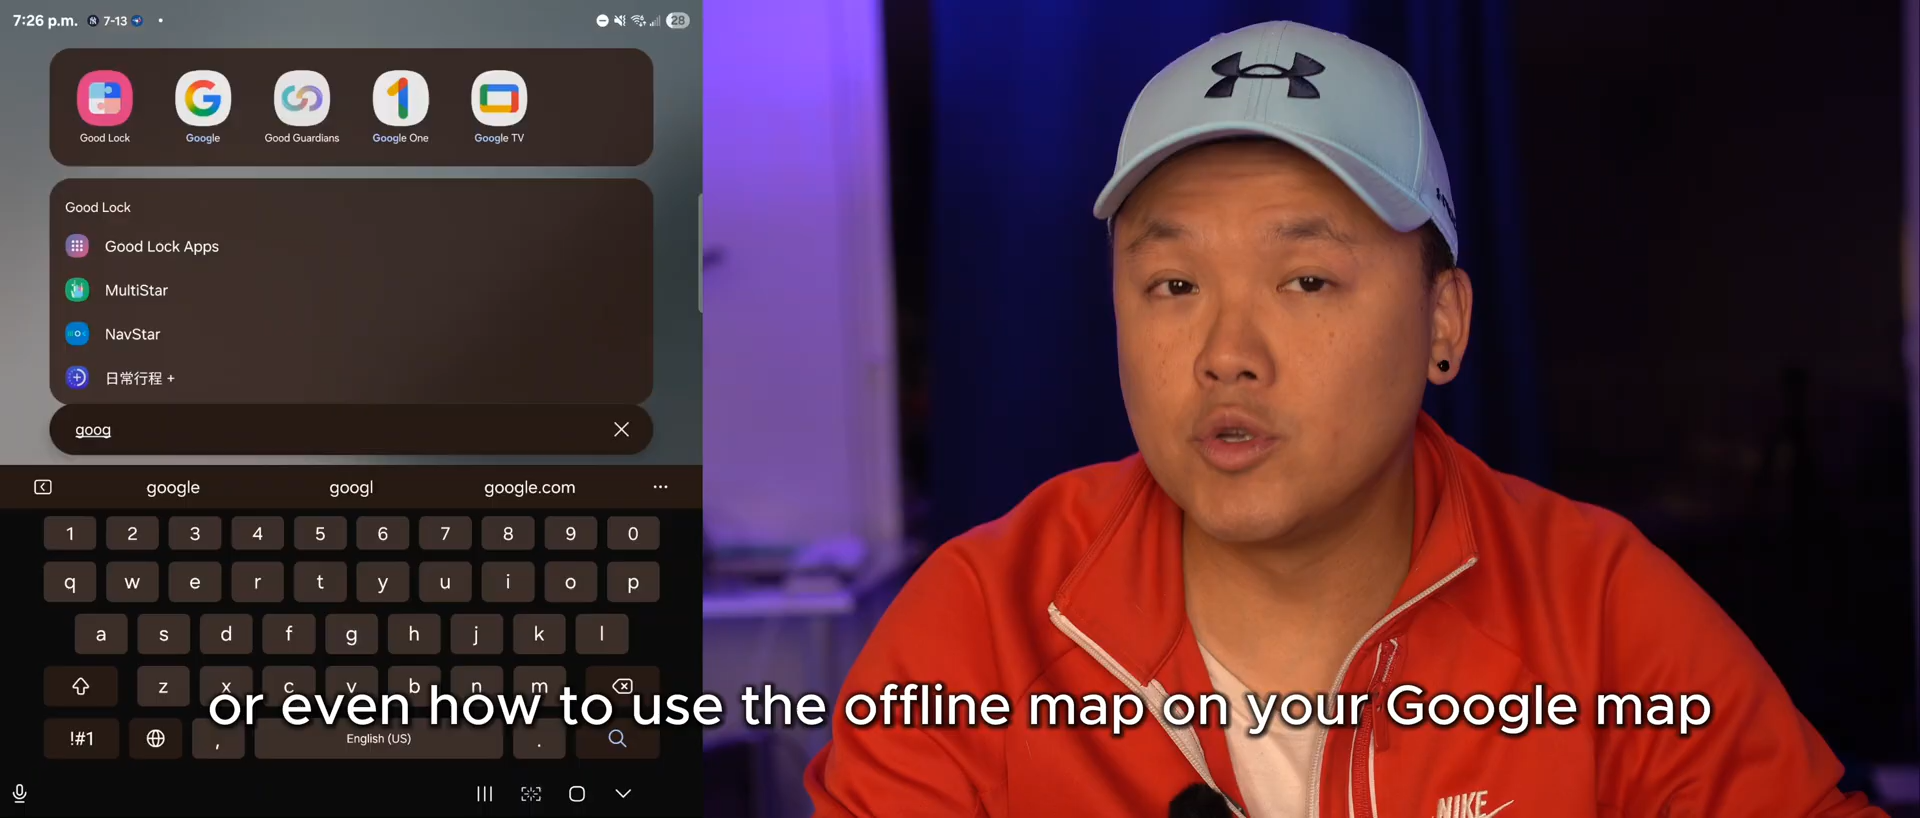 7:26 p.m. 7-13 28
Good Lock Google Good Guardians Google One Google TV
Good Lock
Good Lock Apps
MultiStar
NavStar
日常行程 +
goog
google googl google.com ...
1 2 3 4 5 6 7 8 9 0
q w e r t y u i o p
a s d f g h j k l
z x c v b n m
or even how to use the offline map on your Google map
!#1 , English (US) .
NIKE